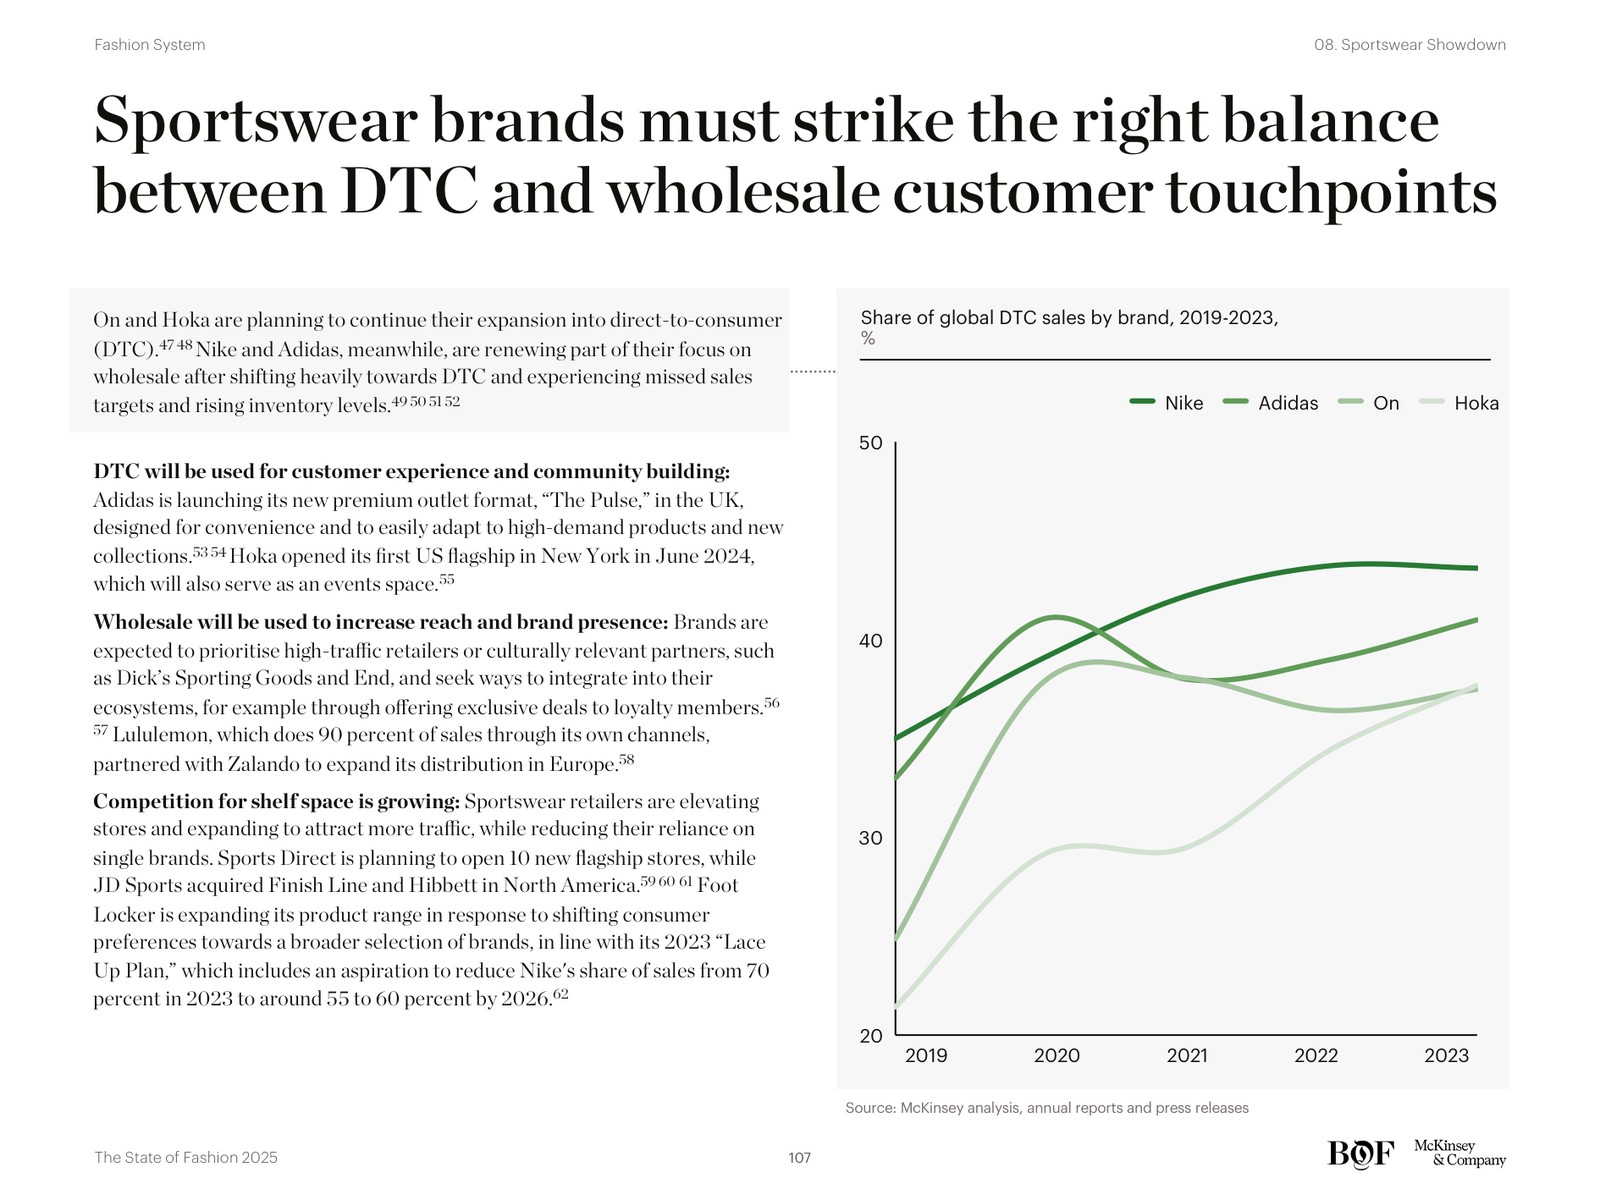 Fashion System
08. Sportswear Showdown
Sportswear brands must strike the right balance
between DTC and wholesale customer touchpoints
On and Hoka are planning to continue their expansion into direct-to-consumer
(DTC).47 48 Nike and Adidas, meanwhile, are renewing part of their focus on
wholesale after shifting heavily towards DTC and experiencing missed sales
targets and rising inventory levels.49 50 51 52
DTC will be used for customer experience and community building:
Adidas is launching its new premium outlet format, “The Pulse,” in the UK,
designed for convenience and to easily adapt to high-demand products and new
collections.53 54 Hoka opened its first US flagship in New York in June 2024,
which will also serve as an events space.55
Wholesale will be used to increase reach and brand presence: Brands are
expected to prioritise high-traffic retailers or culturally relevant partners, such
as Dick’s Sporting Goods and End, and seek ways to integrate into their
ecosystems, for example through offering exclusive deals to loyalty members.56
57 Lululemon, which does 90 percent of sales through its own channels,
partnered with Zalando to expand its distribution in Europe.58
Competition for shelf space is growing: Sportswear retailers are elevating
stores and expanding to attract more traffic, while reducing their reliance on
single brands. Sports Direct is planning to open 10 new flagship stores, while
JD Sports acquired Finish Line and Hibbett in North America.59 60 61 Foot
Locker is expanding its product range in response to shifting consumer
preferences towards a broader selection of brands, in line with its 2023 “Lace
Up Plan,” which includes an aspiration to reduce Nike's share of sales from 70
percent in 2023 to around 55 to 60 percent by 2026.62
Share of global DTC sales by brand, 2019-2023,
%
Nike Adidas On Hoka
50
40
30
20
2019 2020 2021 2022 2023
Source: McKinsey analysis, annual reports and press releases
The State of Fashion 2025
107
BOF
McKinsey
& Company